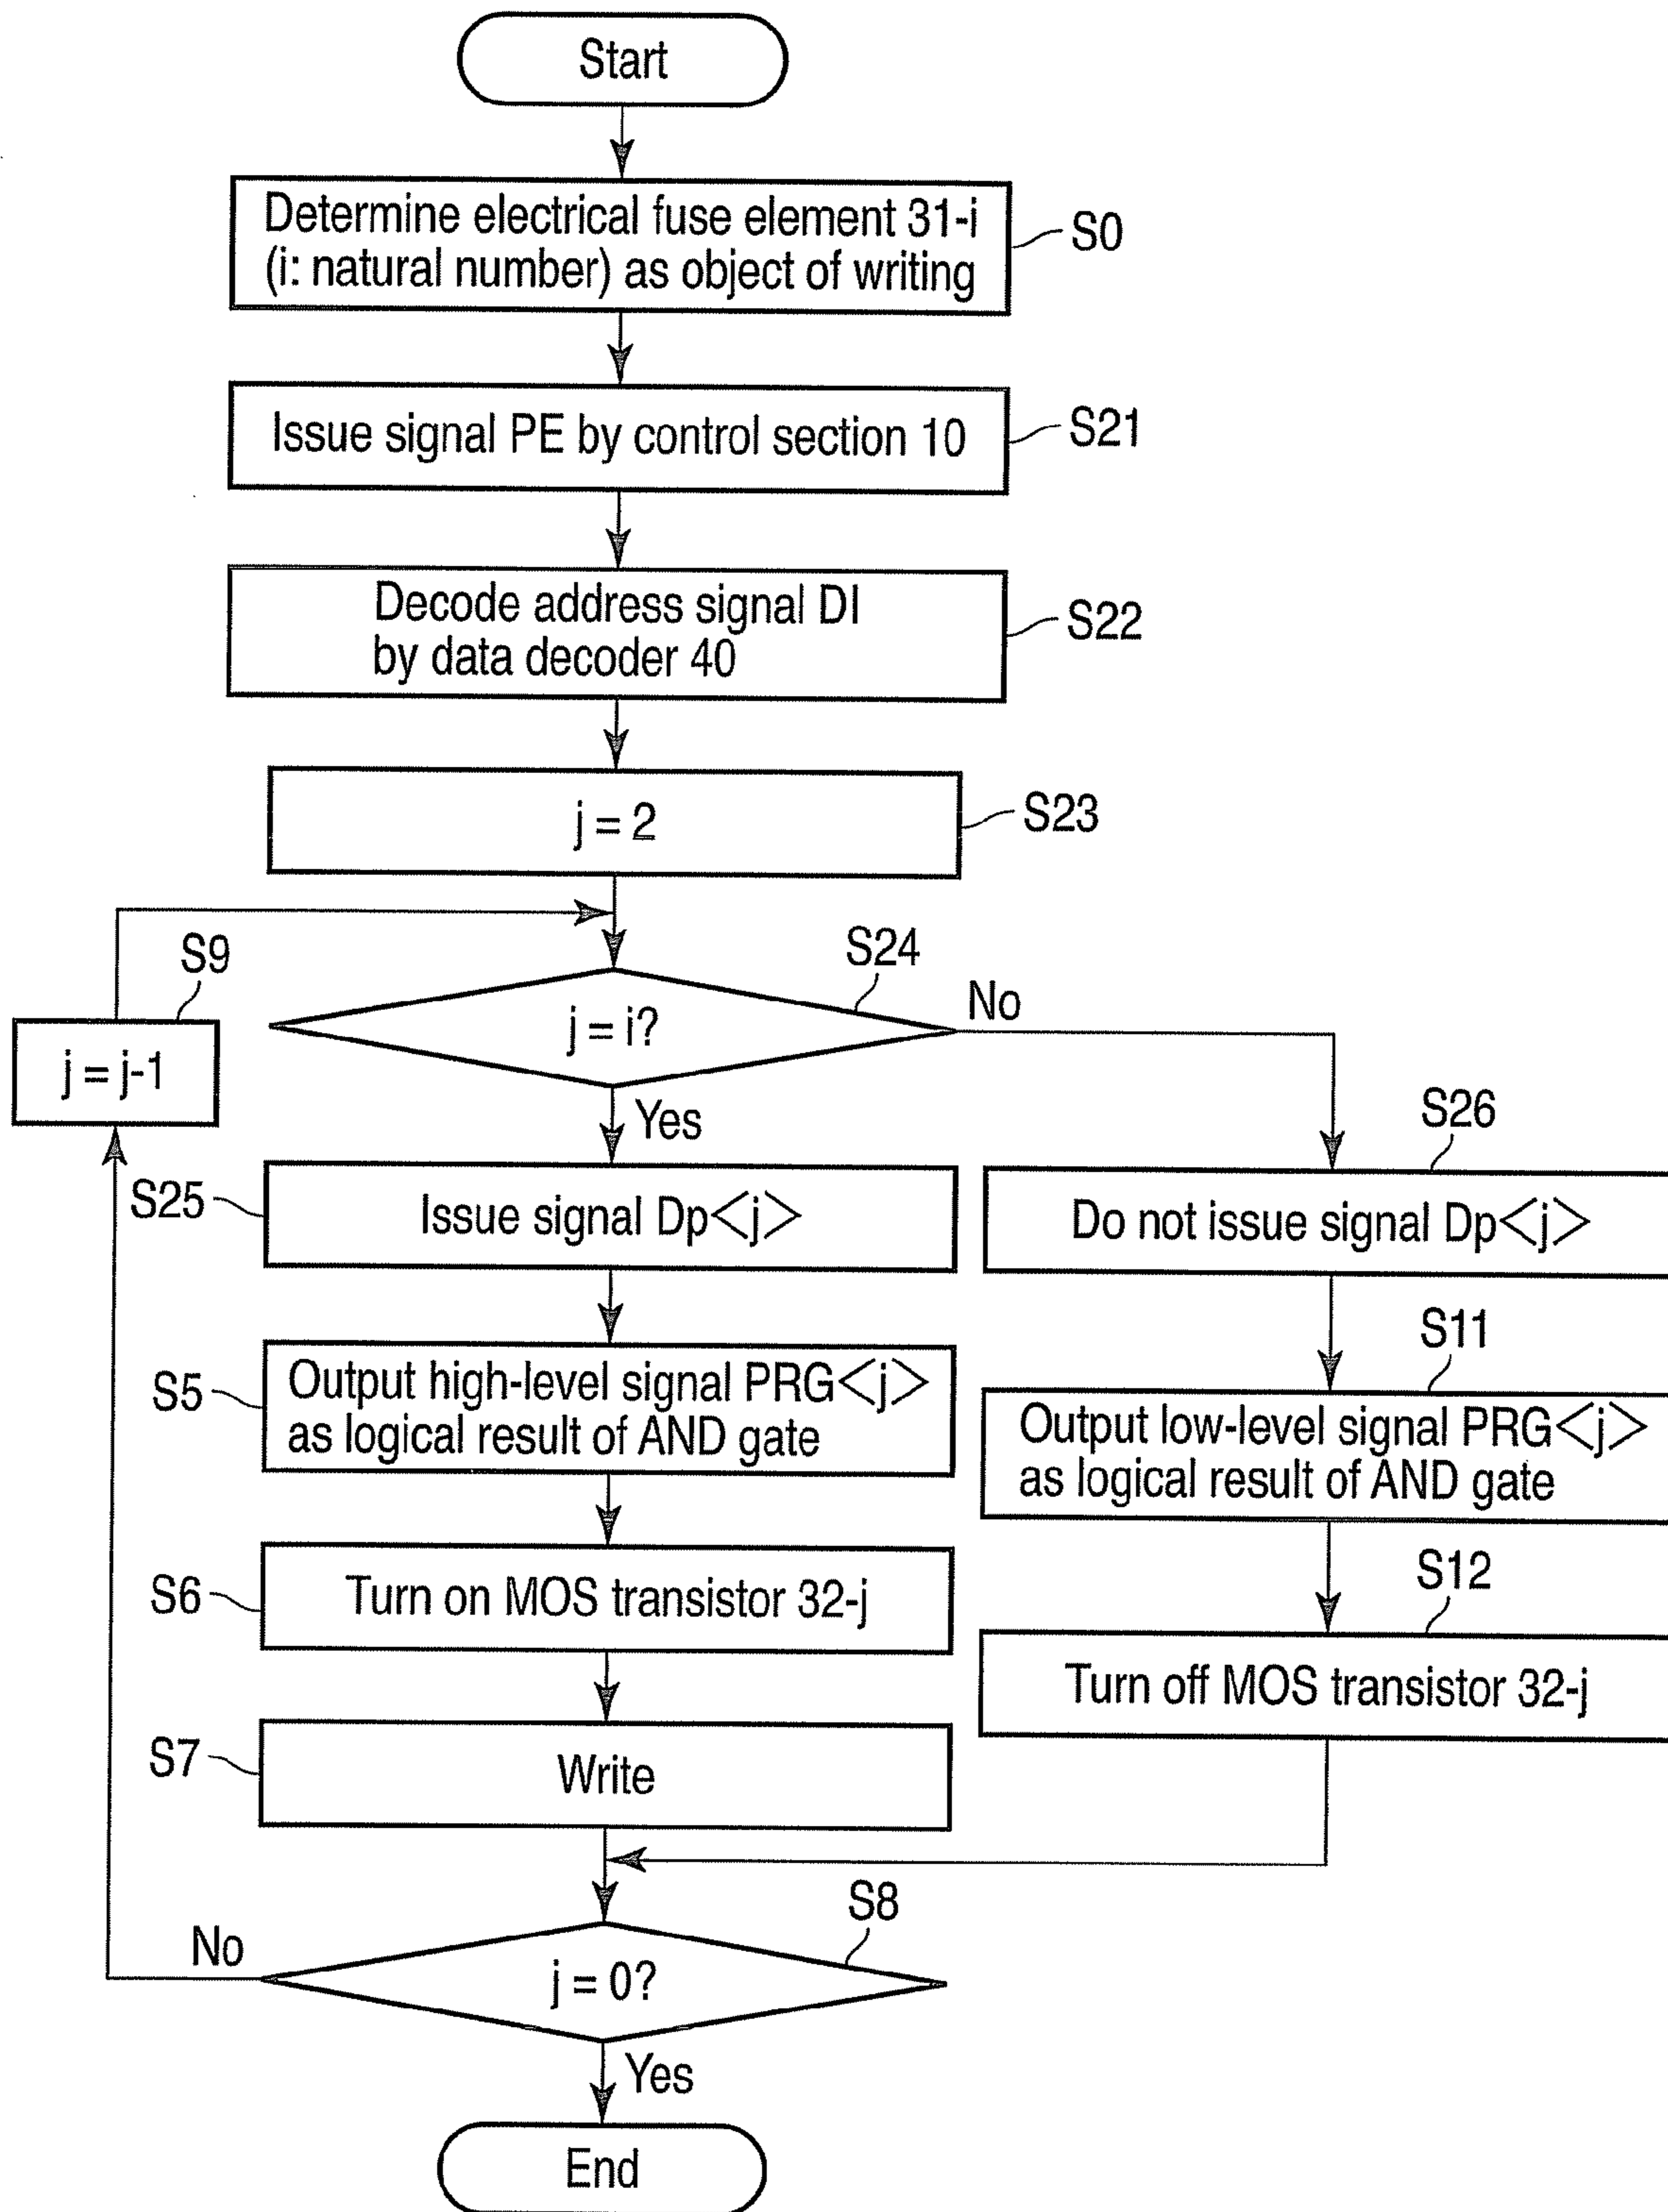 Start
Determine electrical fuse element 31-i
(i: natural number) as object of writing
S0
Issue signal PE by control section 10
S21
Decode address signal DI
by data decoder 40
S22
j = 2
S23
S9
j = j-1
S24
j = i?
No
Yes
S25
Issue signal Dp<j>
S26
Do not issue signal Dp<j>
S5
Output high-level signal PRG<j>
as logical result of AND gate
S11
Output low-level signal PRG<j>
as logical result of AND gate
S6
Turn on MOS transistor 32-j
S12
Turn off MOS transistor 32-j
S7
Write
S8
No
j = 0?
Yes
End